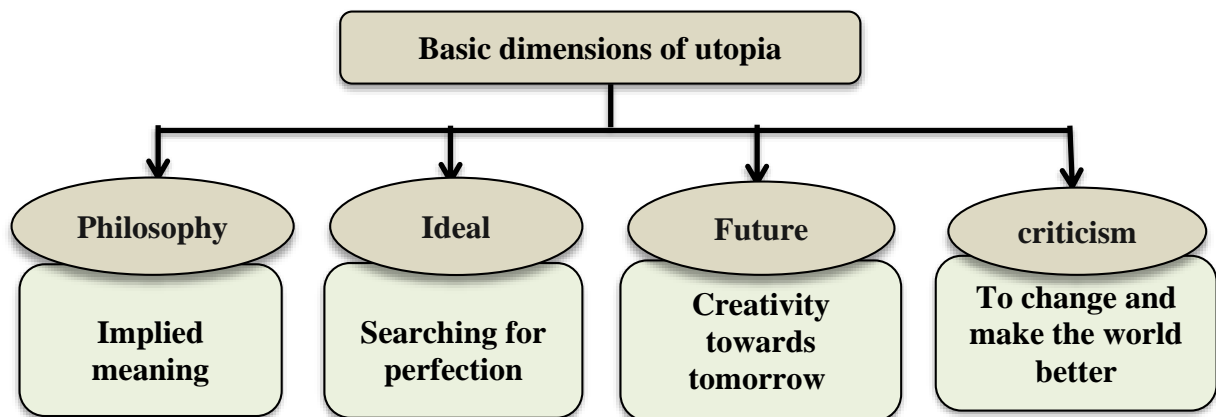 Basic dimensions of utopia
Philosophy
Implied
meaning
Ideal
Searching for
perfection
Future
Creativity
towards
tomorrow
criticism
To change and
make the world
better